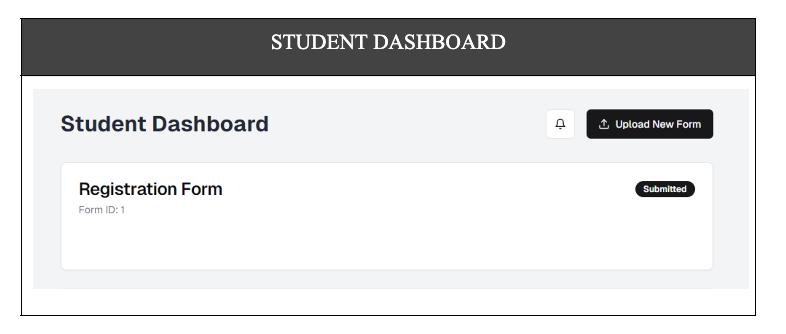 STUDENT DASHBOARD
Student Dashboard
Upload New Form
Registration Form
Submitted
Form ID: 1